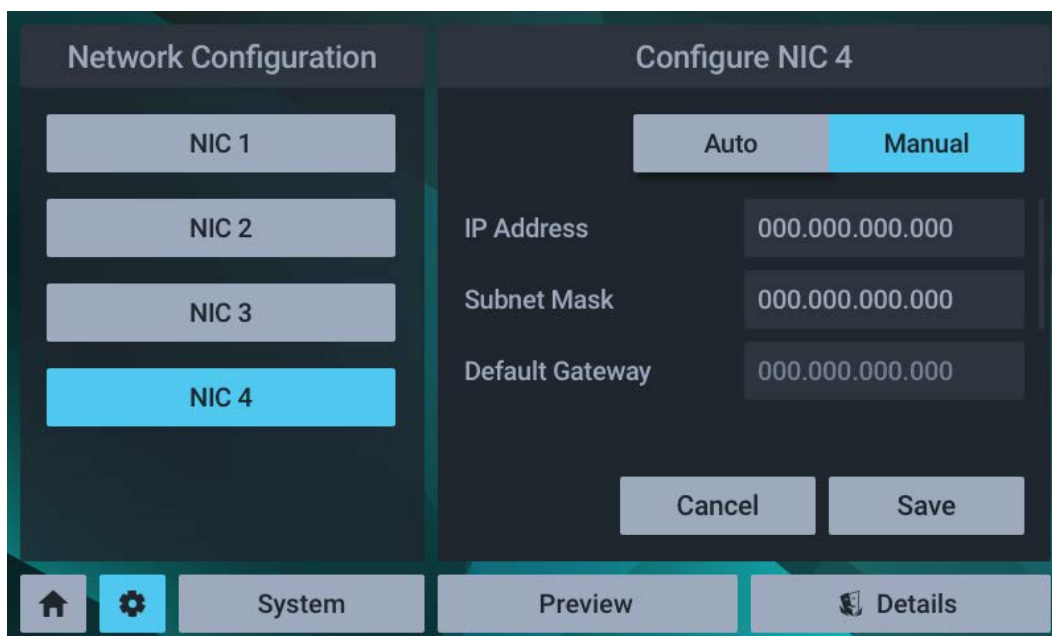 Network Configuration
NIC 1
NIC 2
NIC 3
NIC 4
Configure NIC 4
Auto
Manual
IP Address
000.000.000.000
Subnet Mask
000.000.000.000
Default Gateway
000.000.000.000
Cancel
Save
System
Preview
Details